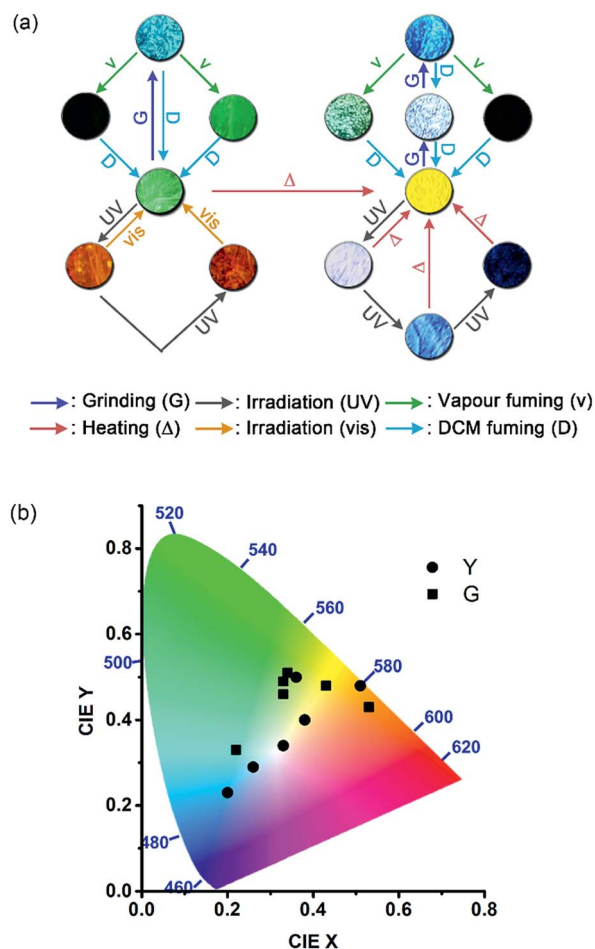 (a)
v v v v
G D G D
D D D G D D
Δ
UV vis vis UV Δ Δ Δ
UV UV UV
: Grinding (G) : Irradiation (UV) : Vapour fuming (v)
: Heating (Δ) : Irradiation (vis) : DCM fuming (D)
(b)
520
0.8
540
Y
G
560
0.6
500
580
CIE Y
0.4
600
620
0.2
480
460
0.0
0.0 0.2 0.4 0.6 0.8
CIE X